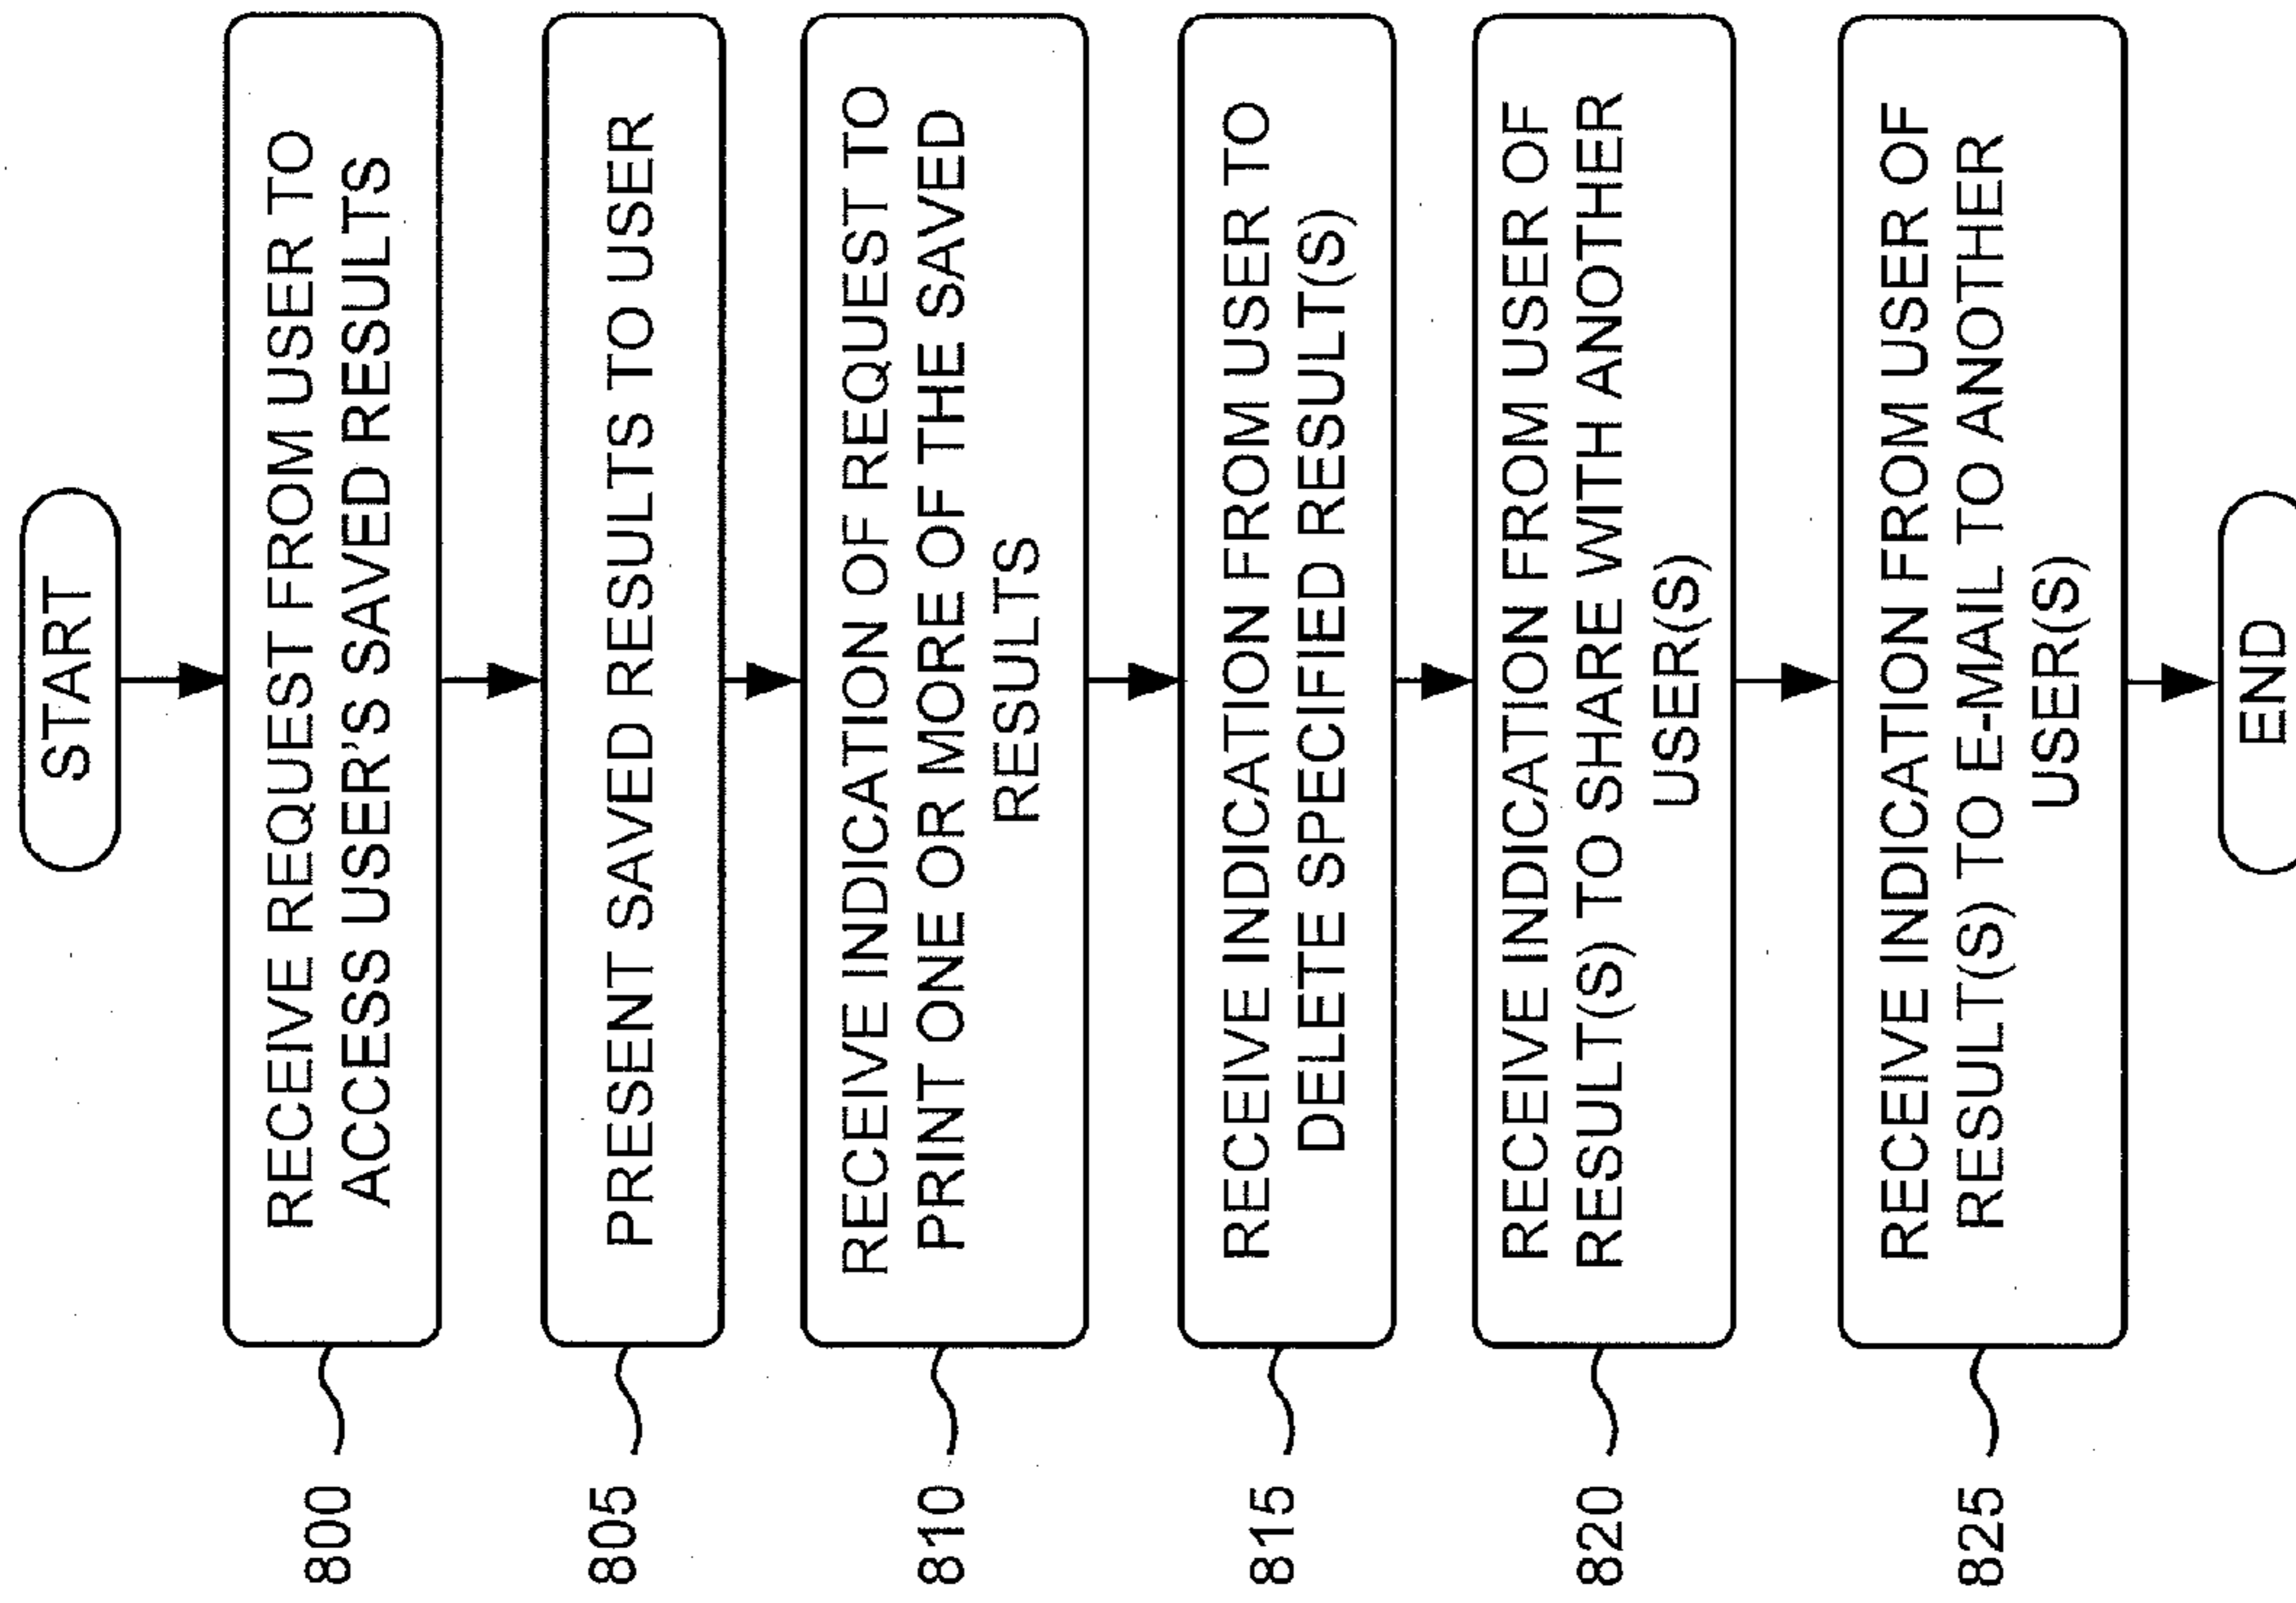 START
800
RECEIVE REQUEST FROM USER TO
ACCESS USER'S SAVED RESULTS
805
PRESENT SAVED RESULTS TO USER
810
RECEIVE INDICATION OF REQUEST TO
PRINT ONE OR MORE OF THE SAVED
RESULTS
815
RECEIVE INDICATION FROM USER TO
DELETE SPECIFIED RESULT(S)
820
RECEIVE INDICATION FROM USER OF
RESULT(S) TO SHARE WITH ANOTHER
USER(S)
825
RECEIVE INDICATION FROM USER OF
RESULT(S) TO E-MAIL TO ANOTHER
USER(S)
END